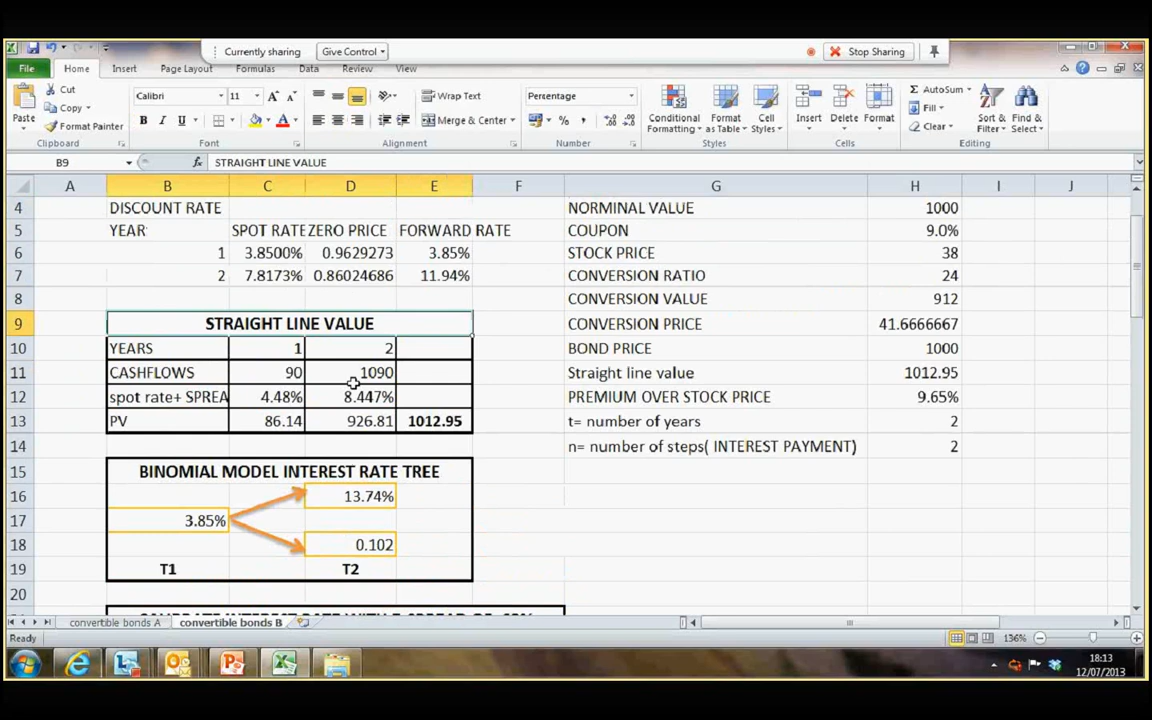 Currently sharing Give Control Stop Sharing
File Home Insert Page Layout Formulas Data Review View
Cut
Copy
Format Painter
Paste
Calibri 11
B I U
Wrap Text
Merge & Center
Percentage
Conditional Formatting
Format as Table
Cell Styles
Insert Delete Format
AutoSum
Fill
Clear
Sort & Filter
Find & Select
Clipboard Font Alignment Number Styles Cells Editing
B9 fx STRAIGHT LINE VALUE
A B C D E F G H I J
4 DISCOUNT RATE NORMINAL VALUE 1000
5 YEAR SPOT RATE ZERO PRICE FORWARD RATE COUPON 9.0%
6 1 3.8500% 0.9629273 3.85% STOCK PRICE 38
7 2 7.8173% 0.86024686 11.94% CONVERSION RATIO 24
8 CONVERSION VALUE 912
9 STRAIGHT LINE VALUE CONVERSION PRICE 41.6666667
10 YEARS 1 2 BOND PRICE 1000
11 CASHFLOWS 90 1090 Straight line value 1012.95
12 spot rate+ SPREA 4.48% 8.447% PREMIUM OVER STOCK PRICE 9.65%
13 PV 86.14 926.81 1012.95 t= number of years 2
14 n= number of steps( INTEREST PAYMENT) 2
15 BINOMIAL MODEL INTEREST RATE TREE
16 13.74%
17 3.85%
18 0.102
19 T1 T2
20
convertible bonds A convertible bonds B
Ready 136%
18:13
12/07/2013